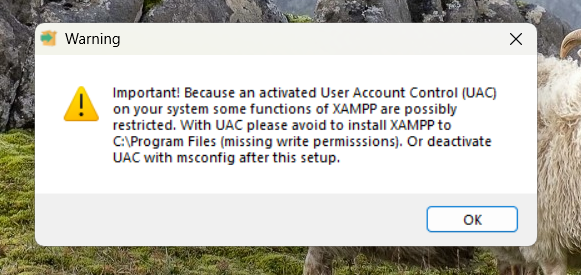 Warning
Important! Because an activated User Account Control (UAC)
on your system some functions of XAMPP are possibly
restricted. With UAC please avoid to install XAMPP to
C:\Program Files (missing write permisssions). Or deactivate
UAC with msconfig after this setup.
OK